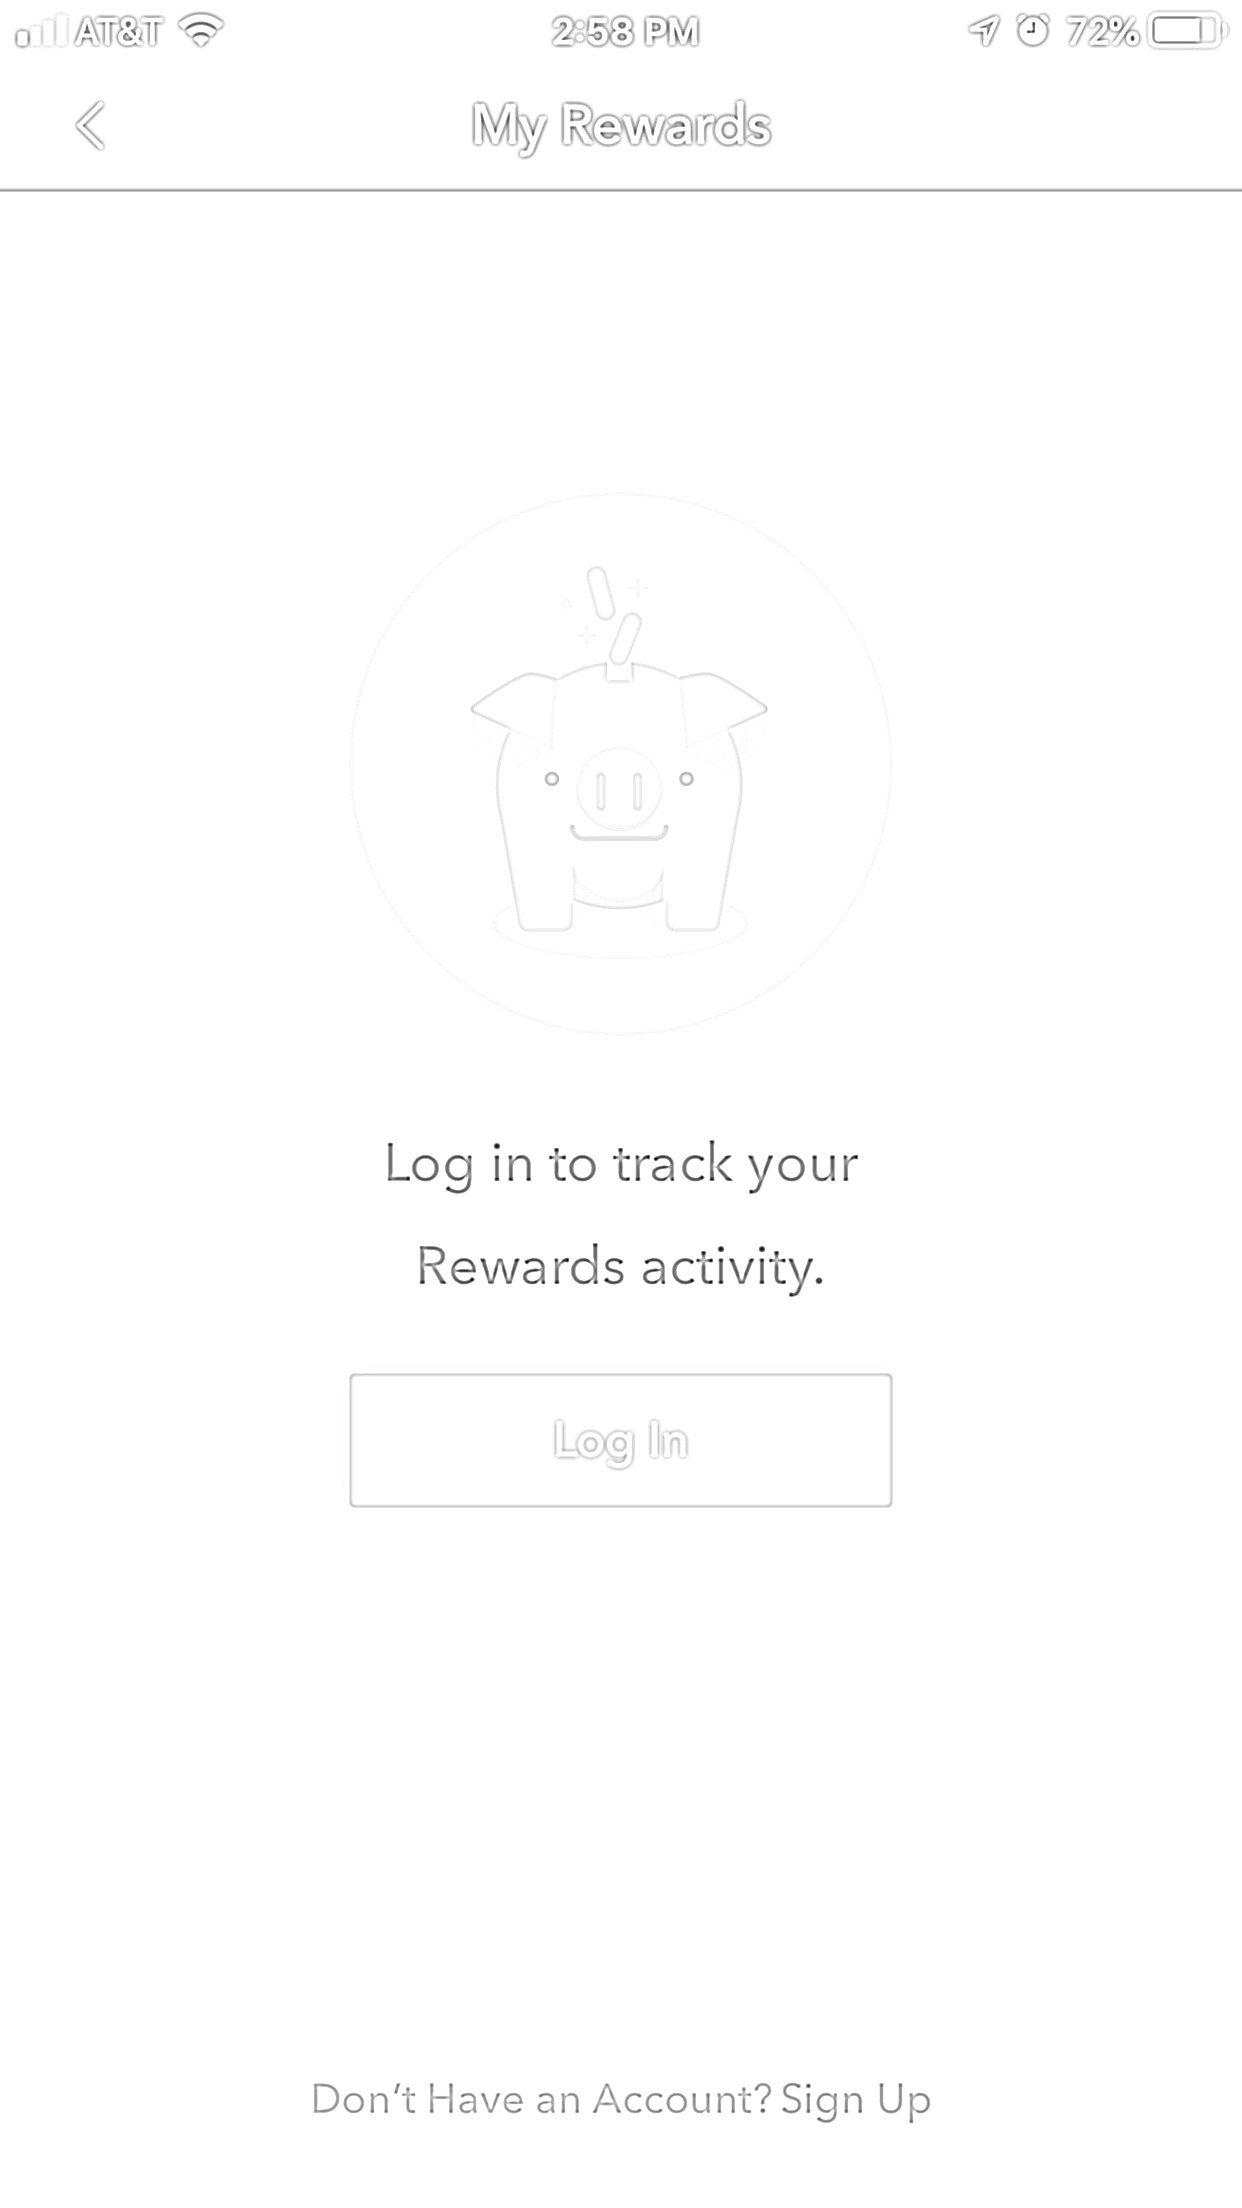 AT&T 2:58 PM 72%
My Rewards
Log in to track your
Rewards activity.
Log In
Don’t Have an Account? Sign Up